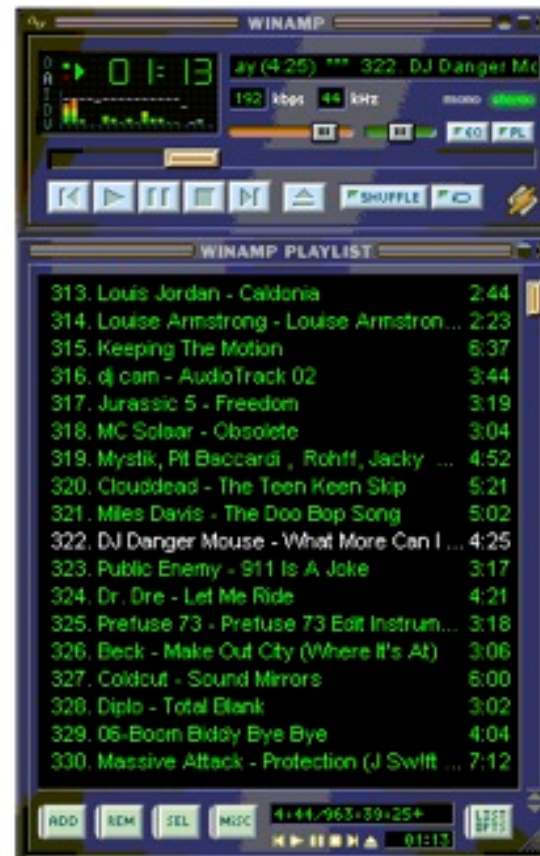 WINAMP
O
A
I
D
V
01:13
ay (4:25) *** 322. DJ Danger Mo
192 kbps 44 kHz mono stereo
EQ PL
SHUFFLE
WINAMP PLAYLIST
313. Louis Jordan - Caldonia 2:44
314. Louise Armstrong - Louise Armstron... 2:23
315. Keeping The Motion 6:37
316. dj cam - AudioTrack 02 3:44
317. Jurassic 5 - Freedom 3:19
318. MC Solaar - Obsolete 3:04
319. Mystik, Pit Baccardi , Rohff, Jacky ... 4:52
320. Clouddead - The Teen Keen Skip 5:21
321. Miles Davis - The Doo Bop Song 5:02
322. DJ Danger Mouse - What More Can I ... 4:25
323. Public Enemy - 911 Is A Joke 3:17
324. Dr. Dre - Let Me Ride 4:21
325. Prefuse 73 - Prefuse 73 Edit Instrum... 3:18
326. Beck - Make Out City (Where It's At) 3:06
327. Coldcut - Sound Mirrors 6:00
328. Diplo - Total Blank 3:02
329. 06-Boom Biddy Bye Bye 4:04
330. Massive Attack - Protection (J Sw!ft ... 7:12
ADD REM SEL MISC 4:44/963:39:25+ LIST OPTS
01:13